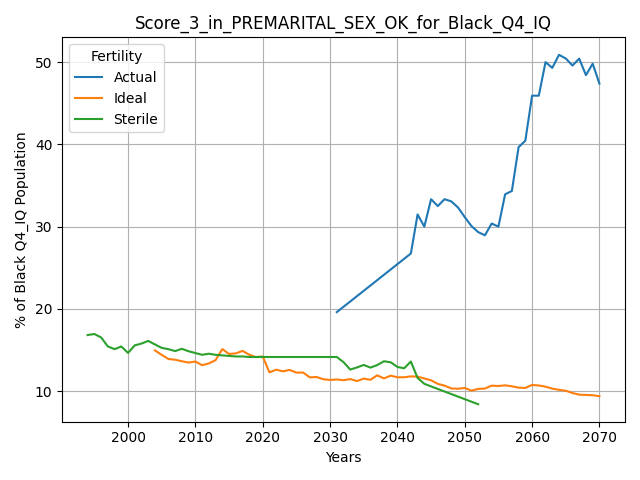 Score_3_in_PREMARITAL_SEX_OK_for_Black_Q4_IQ
Fertility
Actual
Ideal
Sterile
% of Black Q4_IQ Population
50
40
30
20
10
2000 2010 2020 2030 2040 2050 2060 2070
Years